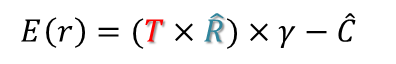 E(r) = (T × R̂) × γ − Ĉ